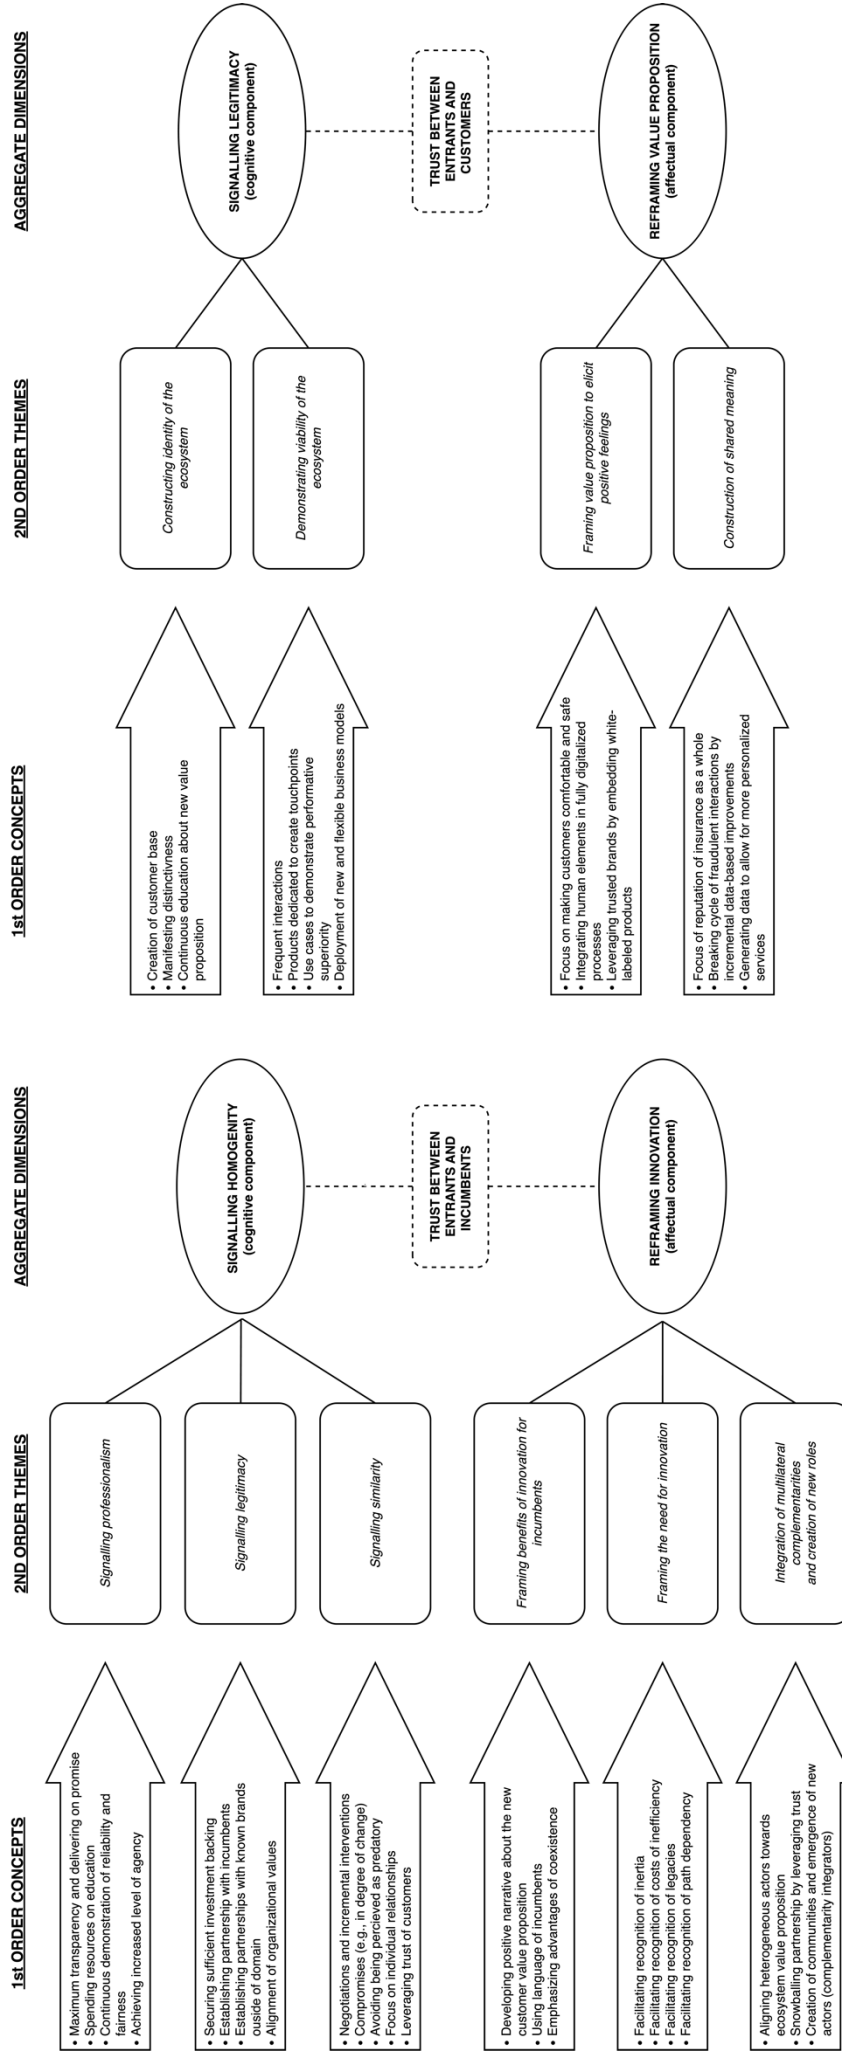 1st ORDER CONCEPTS
2ND ORDER THEMES
AGGREGATE DIMENSIONS
• Maximum transparency and delivering on promise
• Spending resources on education
• Continuous demonstration of reliability and
fairness
• Achieving increased level of agency
Signalling professionalism
• Securing sufficient investment backing
• Establishing partnership with incumbents
• Establishing partnerships with known brands
ouside of domain
• Alignment of organizational values
Signalling legitimacy
• Negotiations and incremental interventions
• Compromises (e.g., in degree of change)
• Avoiding being percieved as predatory
• Focus on individual relationships
• Leveraging trust of customers
Signalling similarity
SIGNALLING HOMOGENITY
(cognitive component)
TRUST BETWEEN
ENTRANTS AND
INCUMBENTS
• Developing positive narrative about the new
customer value proposition
• Using language of incumbents
• Emphasizing advantages of coexistence
Framing benefits of innovation for
incumbents
• Facilitating recognition of inertia
• Facilitating recognition of costs of inefficiency
• Facilitating recognition of legacies
• Facilitating recognition of path dependency
Framing the need for innovation
• Aligning heterogeneous actors towards
ecosystem value proposition
• Snowballing partnership by leveraging trust
• Creation of communities and emergence of new
actors (complementarity integrators)
Integration of multilateral
complementarities
and creation of new roles
REFRAMING INNOVATION
(affectual component)
1st ORDER CONCEPTS
2ND ORDER THEMES
AGGREGATE DIMENSIONS
• Creation of customer base
• Manifesting distinctivness
• Continuous education about new value
proposition
Constructing identity of the
ecosystem
• Frequent interactions
• Products dedicated to create touchpoints
• Use cases to demonstrate performative
superiority
• Deployment of new and flexible business models
Demonstrating viability of the
ecosystem
SIGNALLING LEGITIMACY
(cognitive component)
TRUST BETWEEN
ENTRANTS AND
CUSTOMERS
• Focus on making customers comfortable and safe
• Integrating human elements in fully digitalized
processes
• Leveraging trusted brands by embedding white-
labeled products
Framing value proposition to elicit
positive feelings
• Focus of reputation of insurance as a whole
• Breaking cycle of fraudulent interactions by
incremental data-based improvements
• Generating data to allow for more personalized
services
Construction of shared meaning
REFRAMING VALUE PROPOSITION
(affectual component)